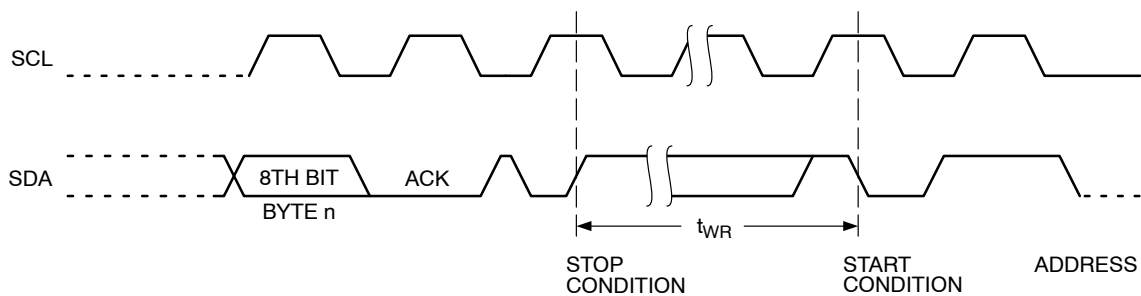 SCL
SDA
8TH BIT
ACK
BYTE n
tWR
STOP
CONDITION
START
CONDITION
ADDRESS